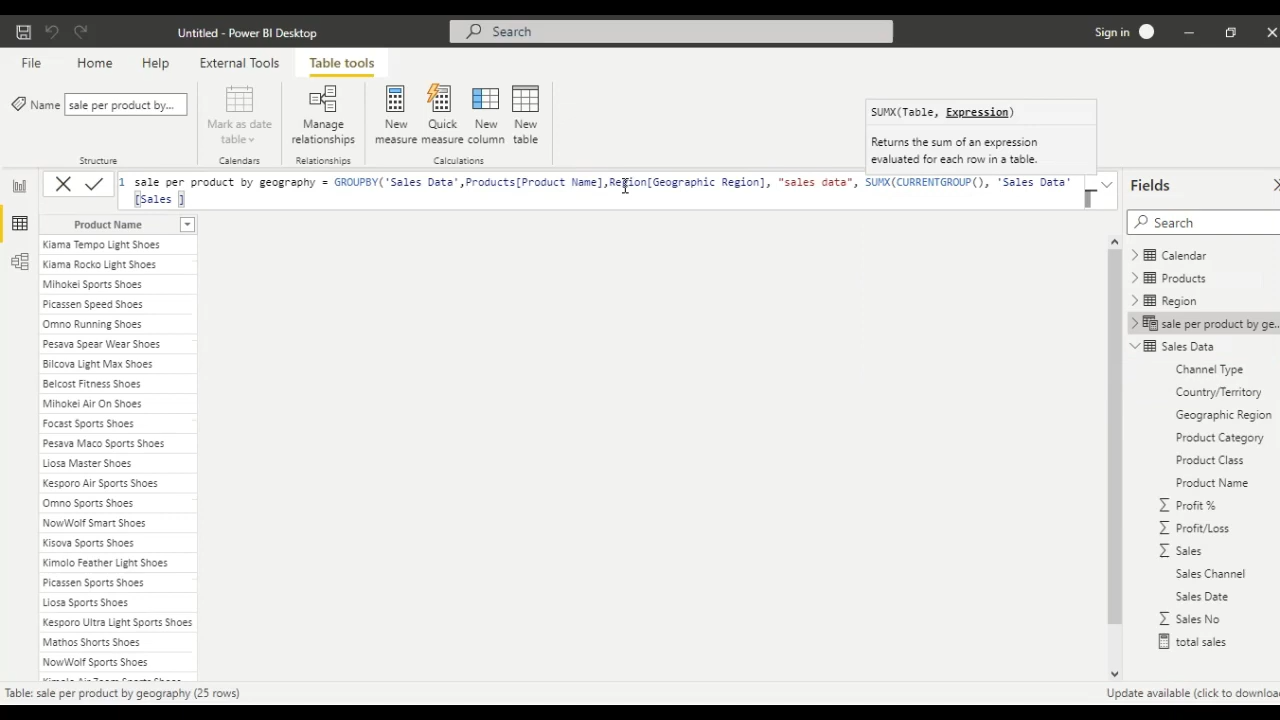 Untitled - Power BI Desktop
Search
Sign in
File Home Help External Tools Table tools
Name sale per product by...
Mark as date
table
Manage
relationships
New
measure
Quick
measure
New
column
New
table
Structure Calendars Relationships Calculations
SUMX(Table, Expression)
Returns the sum of an expression
evaluated for each row in a table.
1 sale per product by geography = GROUPBY('Sales Data',Products[Product Name],Region[Geographic Region], "sales data", SUMX(CURRENTGROUP(), 'Sales Data'
[Sales ]
Product Name
Kiama Tempo Light Shoes
Kiama Rocko Light Shoes
Mihokei Sports Shoes
Picassen Speed Shoes
Omno Running Shoes
Pesava Spear Wear Shoes
Bilcova Light Max Shoes
Belcost Fitness Shoes
Mihokei Air On Shoes
Focast Sports Shoes
Pesava Maco Sports Shoes
Liosa Master Shoes
Kesporo Air Sports Shoes
Omno Sports Shoes
NowWolf Smart Shoes
Kisova Sports Shoes
Kimolo Feather Light Shoes
Picassen Sports Shoes
Liosa Sports Shoes
Kesporo Ultra Light Sports Shoes
Mathos Shorts Shoes
NowWolf Sports Shoes
Fields
Search
Calendar
Products
Region
sale per product by ge...
Sales Data
Channel Type
Country/Territory
Geographic Region
Product Category
Product Class
Product Name
Profit %
Profit/Loss
Sales
Sales Channel
Sales Date
Sales No
total sales
Table: sale per product by geography (25 rows)
Update available (click to downloa